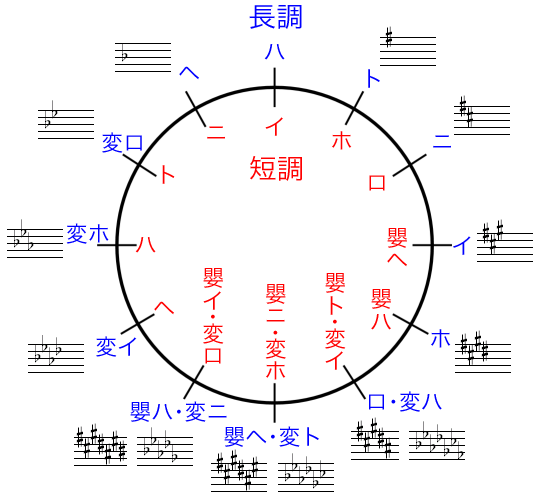 長調
ハ
ヘ
ト
イ
ニ
ホ
変ロ
ニ
短調
ト
ロ
変ホ
ハ
嬰ヘ
イ
ヘ
嬰イ・変ロ
嬰ニ・変ホ
嬰ト・変イ
嬰ハ
変イ
ホ
嬰ハ・変ニ
ロ・変ハ
嬰ヘ・変ト